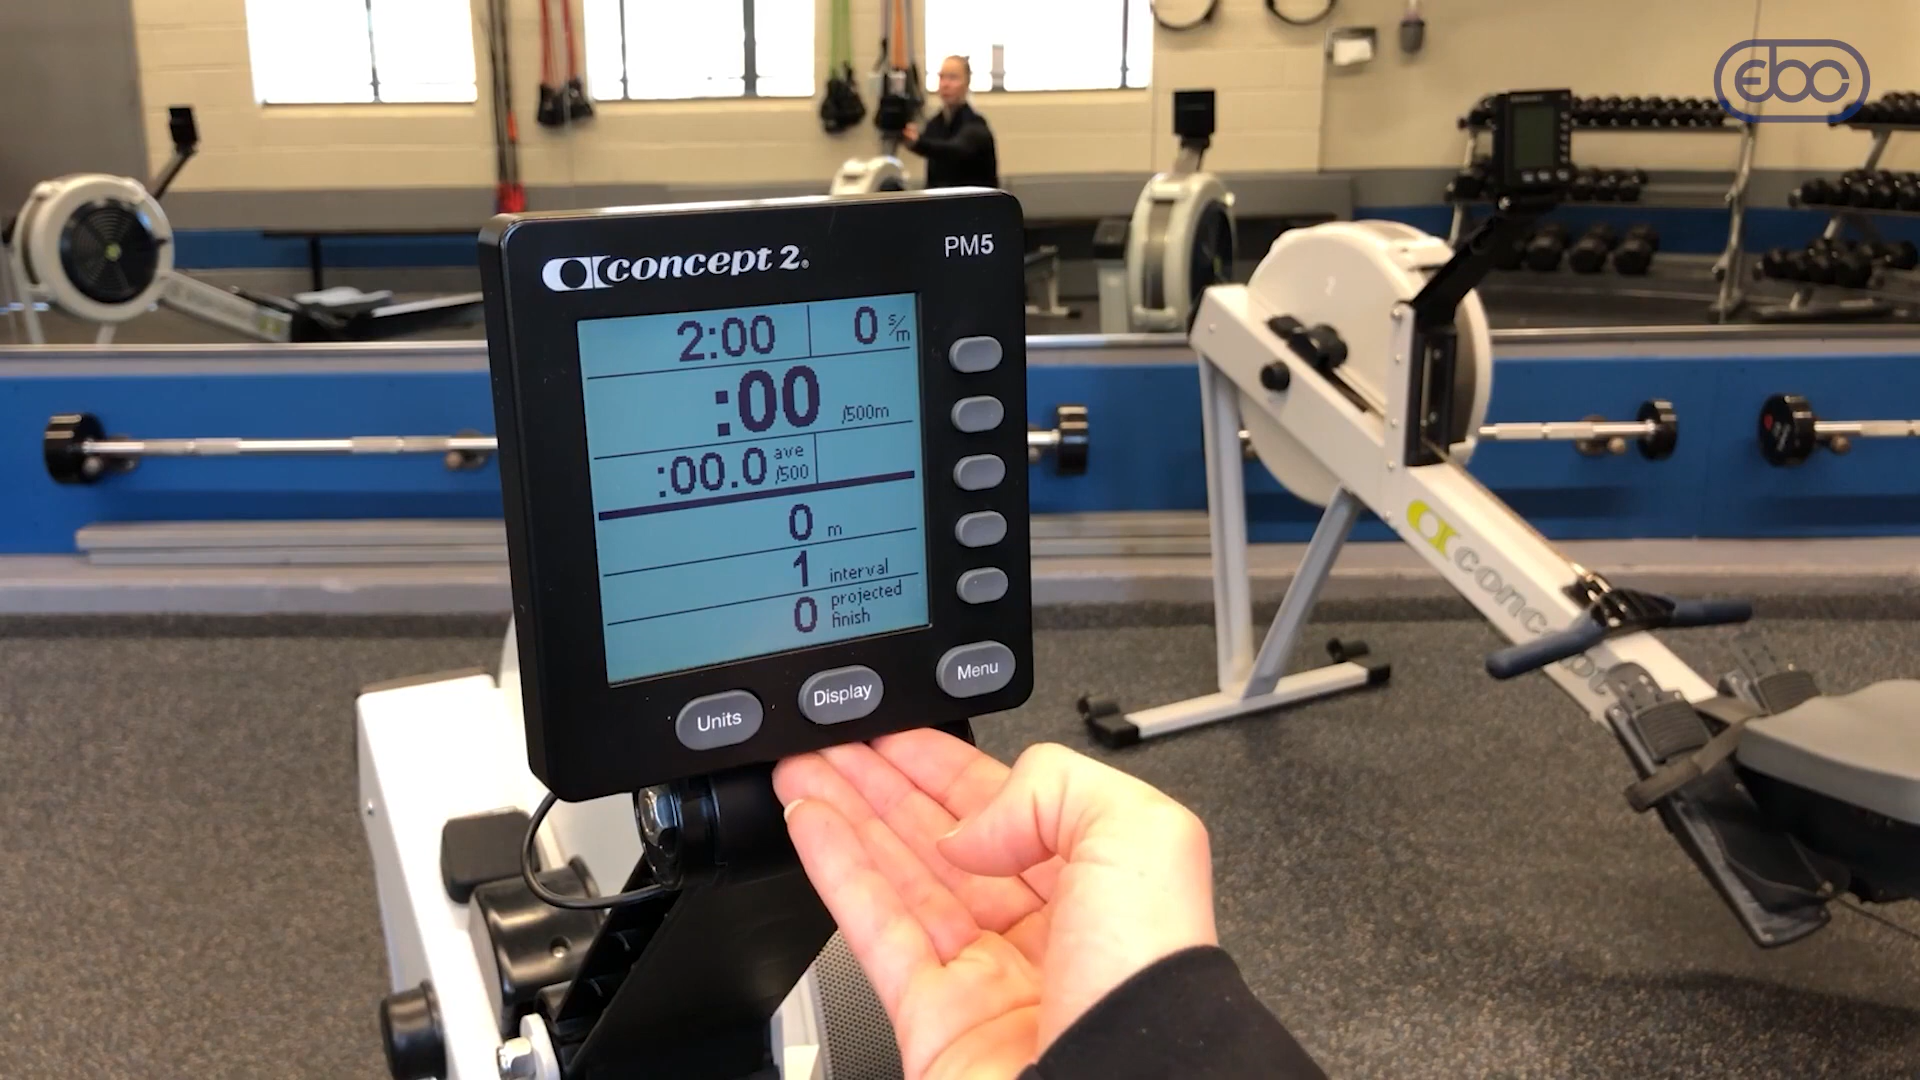 ebc
concept 2®
PM5
2:00 0 s/m
:00 /500m
:00.0 ave /500
0 m
1 interval
0 projected finish
Units Display Menu
conc